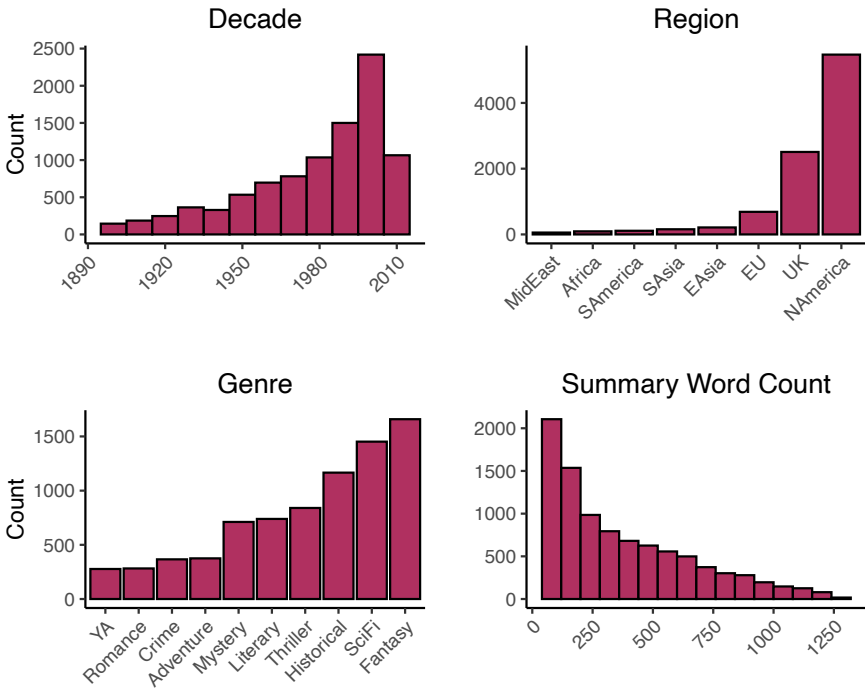 Decade
Count
2500
2000
1500
1000
500
0
1890
1920
1950
1980
2010
Region
4000
2000
0
MidEast
Africa
SAmerica
SAsia
EAsia
EU
UK
NAmerica
Genre
Count
1500
1000
500
0
YA
Romance
Crime
Adventure
Mystery
Literary
Thriller
Historical
SciFi
Fantasy
Summary Word Count
2000
1500
1000
500
0
0
250
500
750
1000
1250